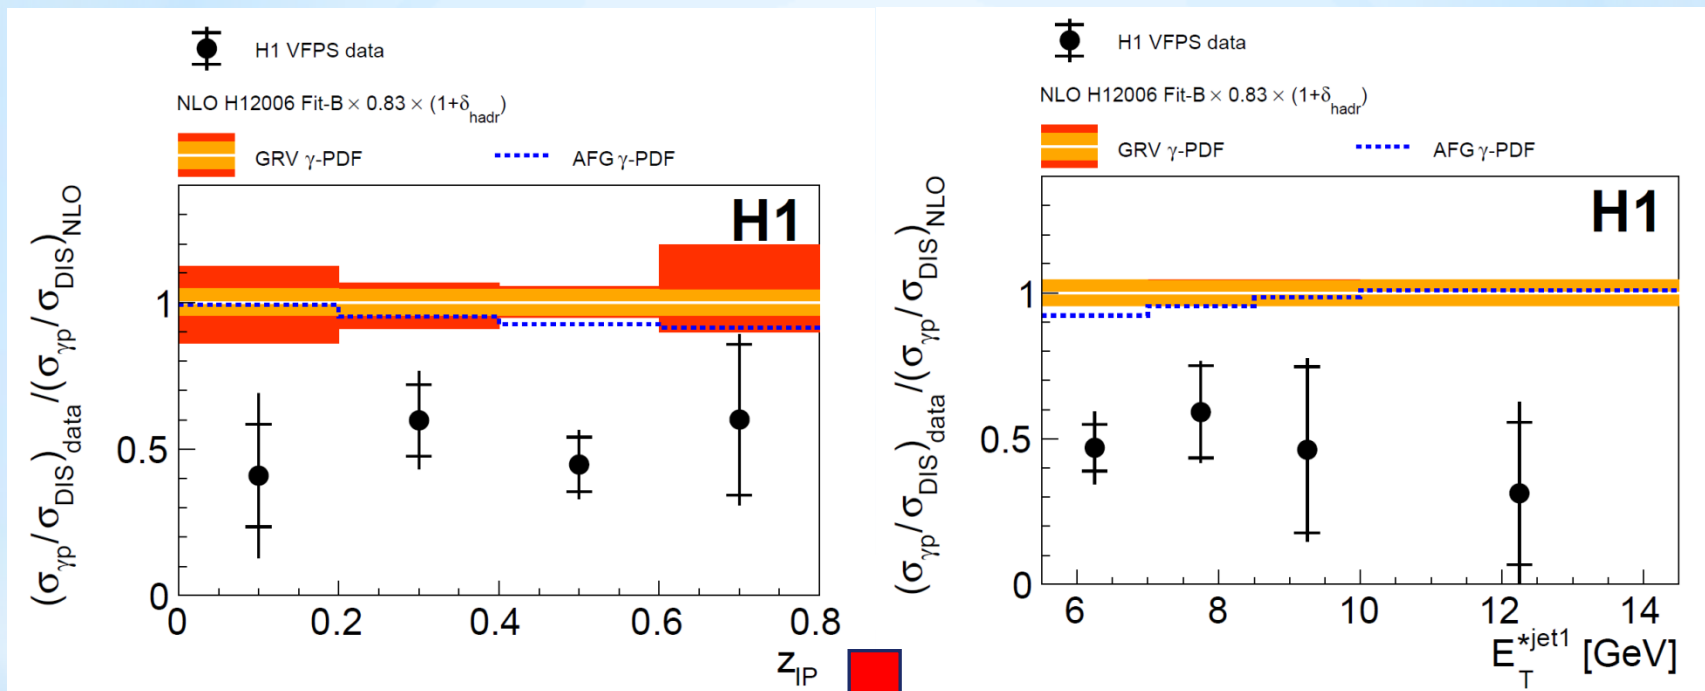 H1 VFPS data
NLO H12006 Fit-B × 0.83 × (1+δhadr)
GRV γ-PDF
AFG γ-PDF
H1
(σγp/σDIS)data/(σγp/σDIS)NLO
1
0.5
0
0 0.2 0.4 0.6 0.8
zIP
H1 VFPS data
NLO H12006 Fit-B × 0.83 × (1+δhadr)
GRV γ-PDF
AFG γ-PDF
H1
(σγp/σDIS)data/(σγp/σDIS)NLO
1
0.5
0
6 8 10 12 14
E*jet1T [GeV]